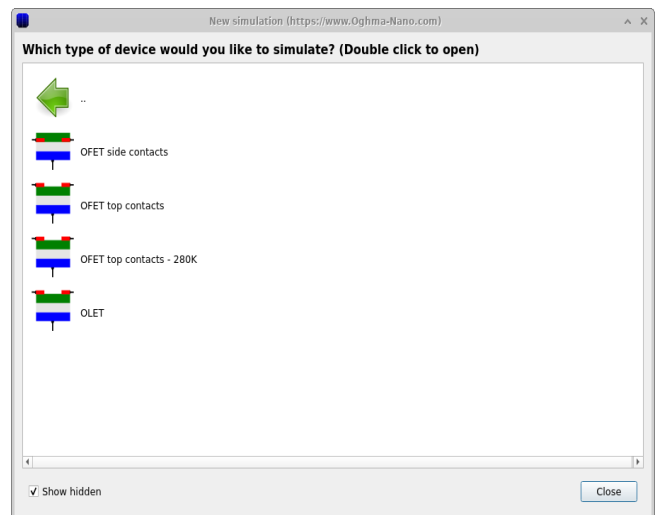 New simulation (https://www.Oghma-Nano.com)
Which type of device would you like to simulate? (Double click to open)
..
OFET side contacts
OFET top contacts
OFET top contacts - 280K
OLET
Show hidden
Close